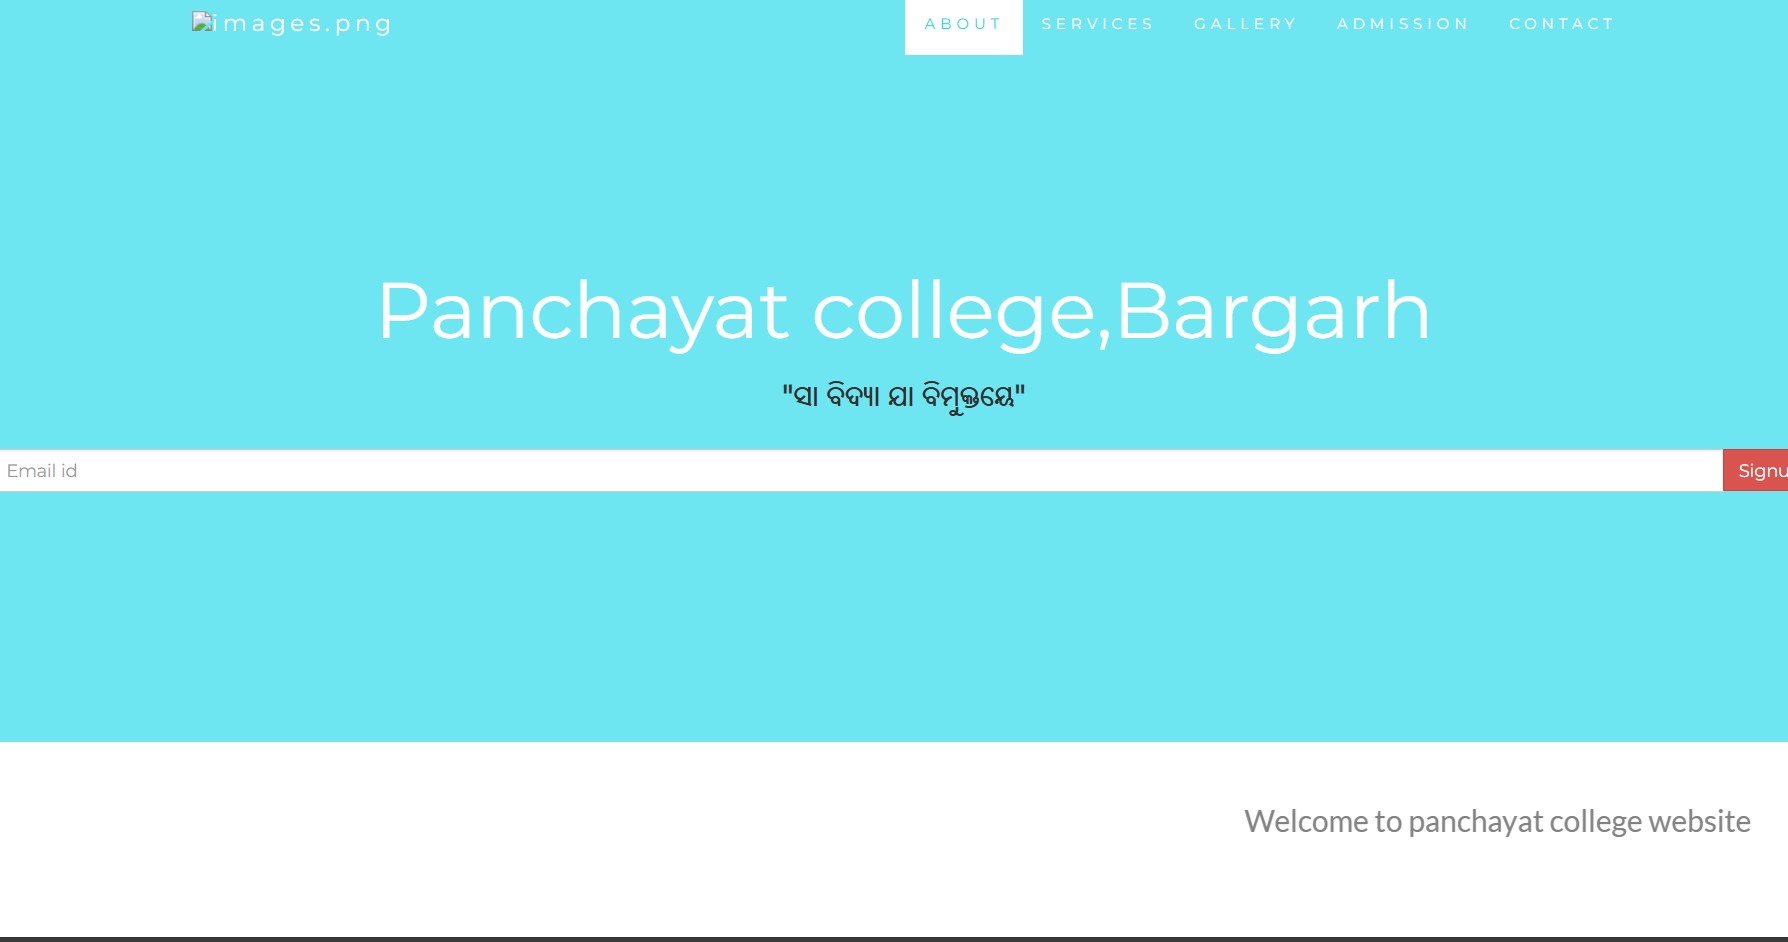 images.png
ABOUT SERVICES GALLERY ADMISSION CONTACT
Panchayat college,Bargarh
"ସା ବିଦ୍ୟା ଯା ବିମୁକ୍ତୟେ"
Email id Signu
Welcome to panchayat college website